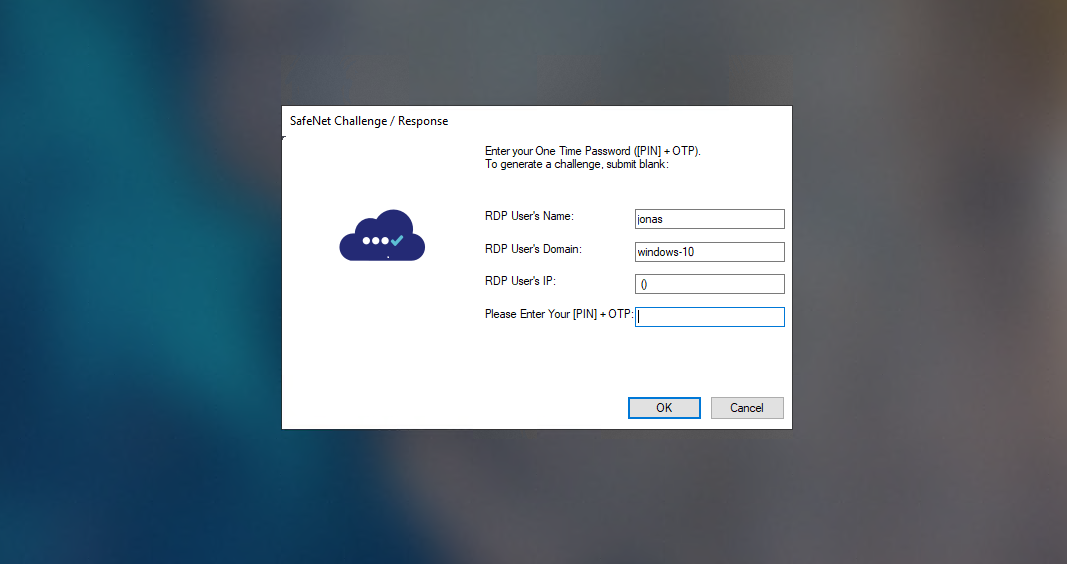 SafeNet Challenge / Response
Enter your One Time Password ([PIN] + OTP).
To generate a challenge, submit blank:
RDP User's Name: jonas
RDP User's Domain: windows-10
RDP User's IP: ()
Please Enter Your [PIN] + OTP:
OK Cancel